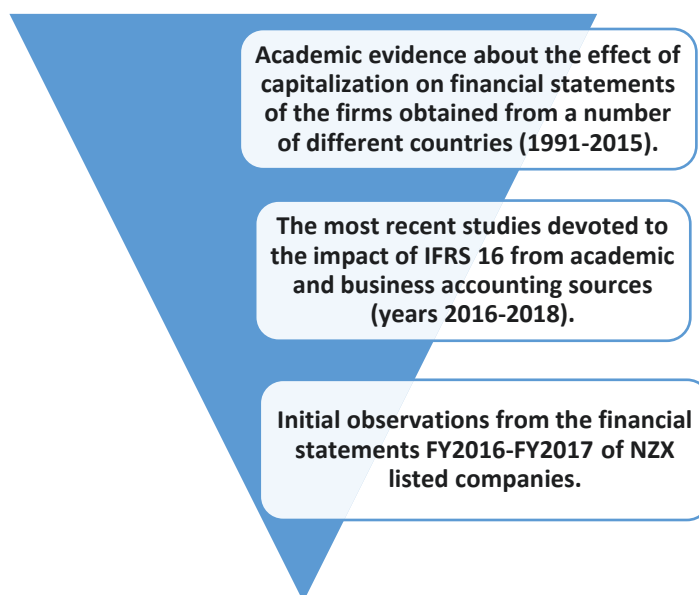 Academic evidence about the effect of
capitalization on financial statements
of the firms obtained from a number
of different countries (1991-2015).
The most recent studies devoted to
the impact of IFRS 16 from academic
and business accounting sources
(years 2016-2018).
Initial observations from the financial
statements FY2016-FY2017 of NZX
listed companies.